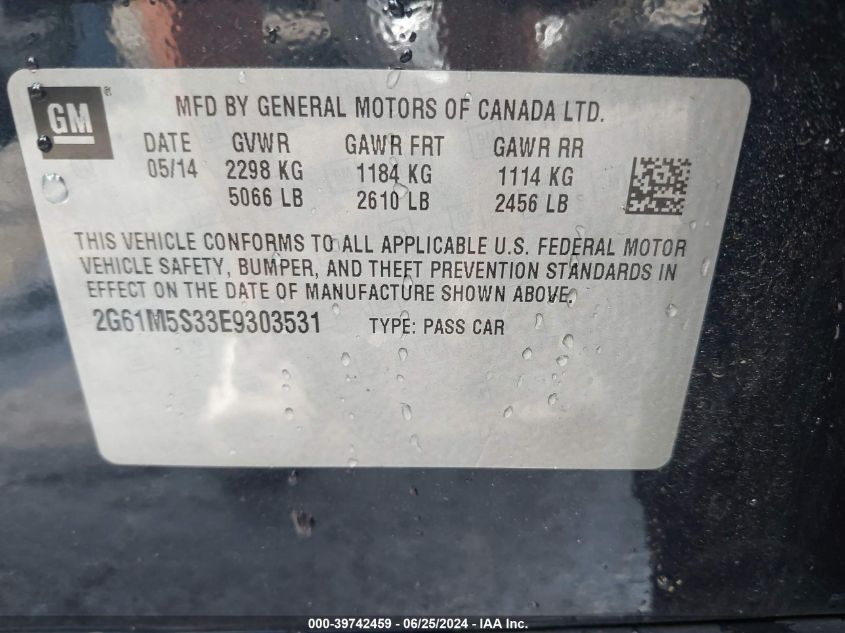 GM ®
MFD BY GENERAL MOTORS OF CANADA LTD.
DATE GVWR GAWR FRT GAWR RR
05/14 2298 KG 1184 KG 1114 KG
5066 LB 2610 LB 2456 LB
THIS VEHICLE CONFORMS TO ALL APPLICABLE U.S. FEDERAL MOTOR
VEHICLE SAFETY, BUMPER, AND THEFT PREVENTION STANDARDS IN
EFFECT ON THE DATE OF MANUFACTURE SHOWN ABOVE.
2G61M5S33E9303531 TYPE: PASS CAR
000-39742459 - 06/25/2024 - IAA Inc.